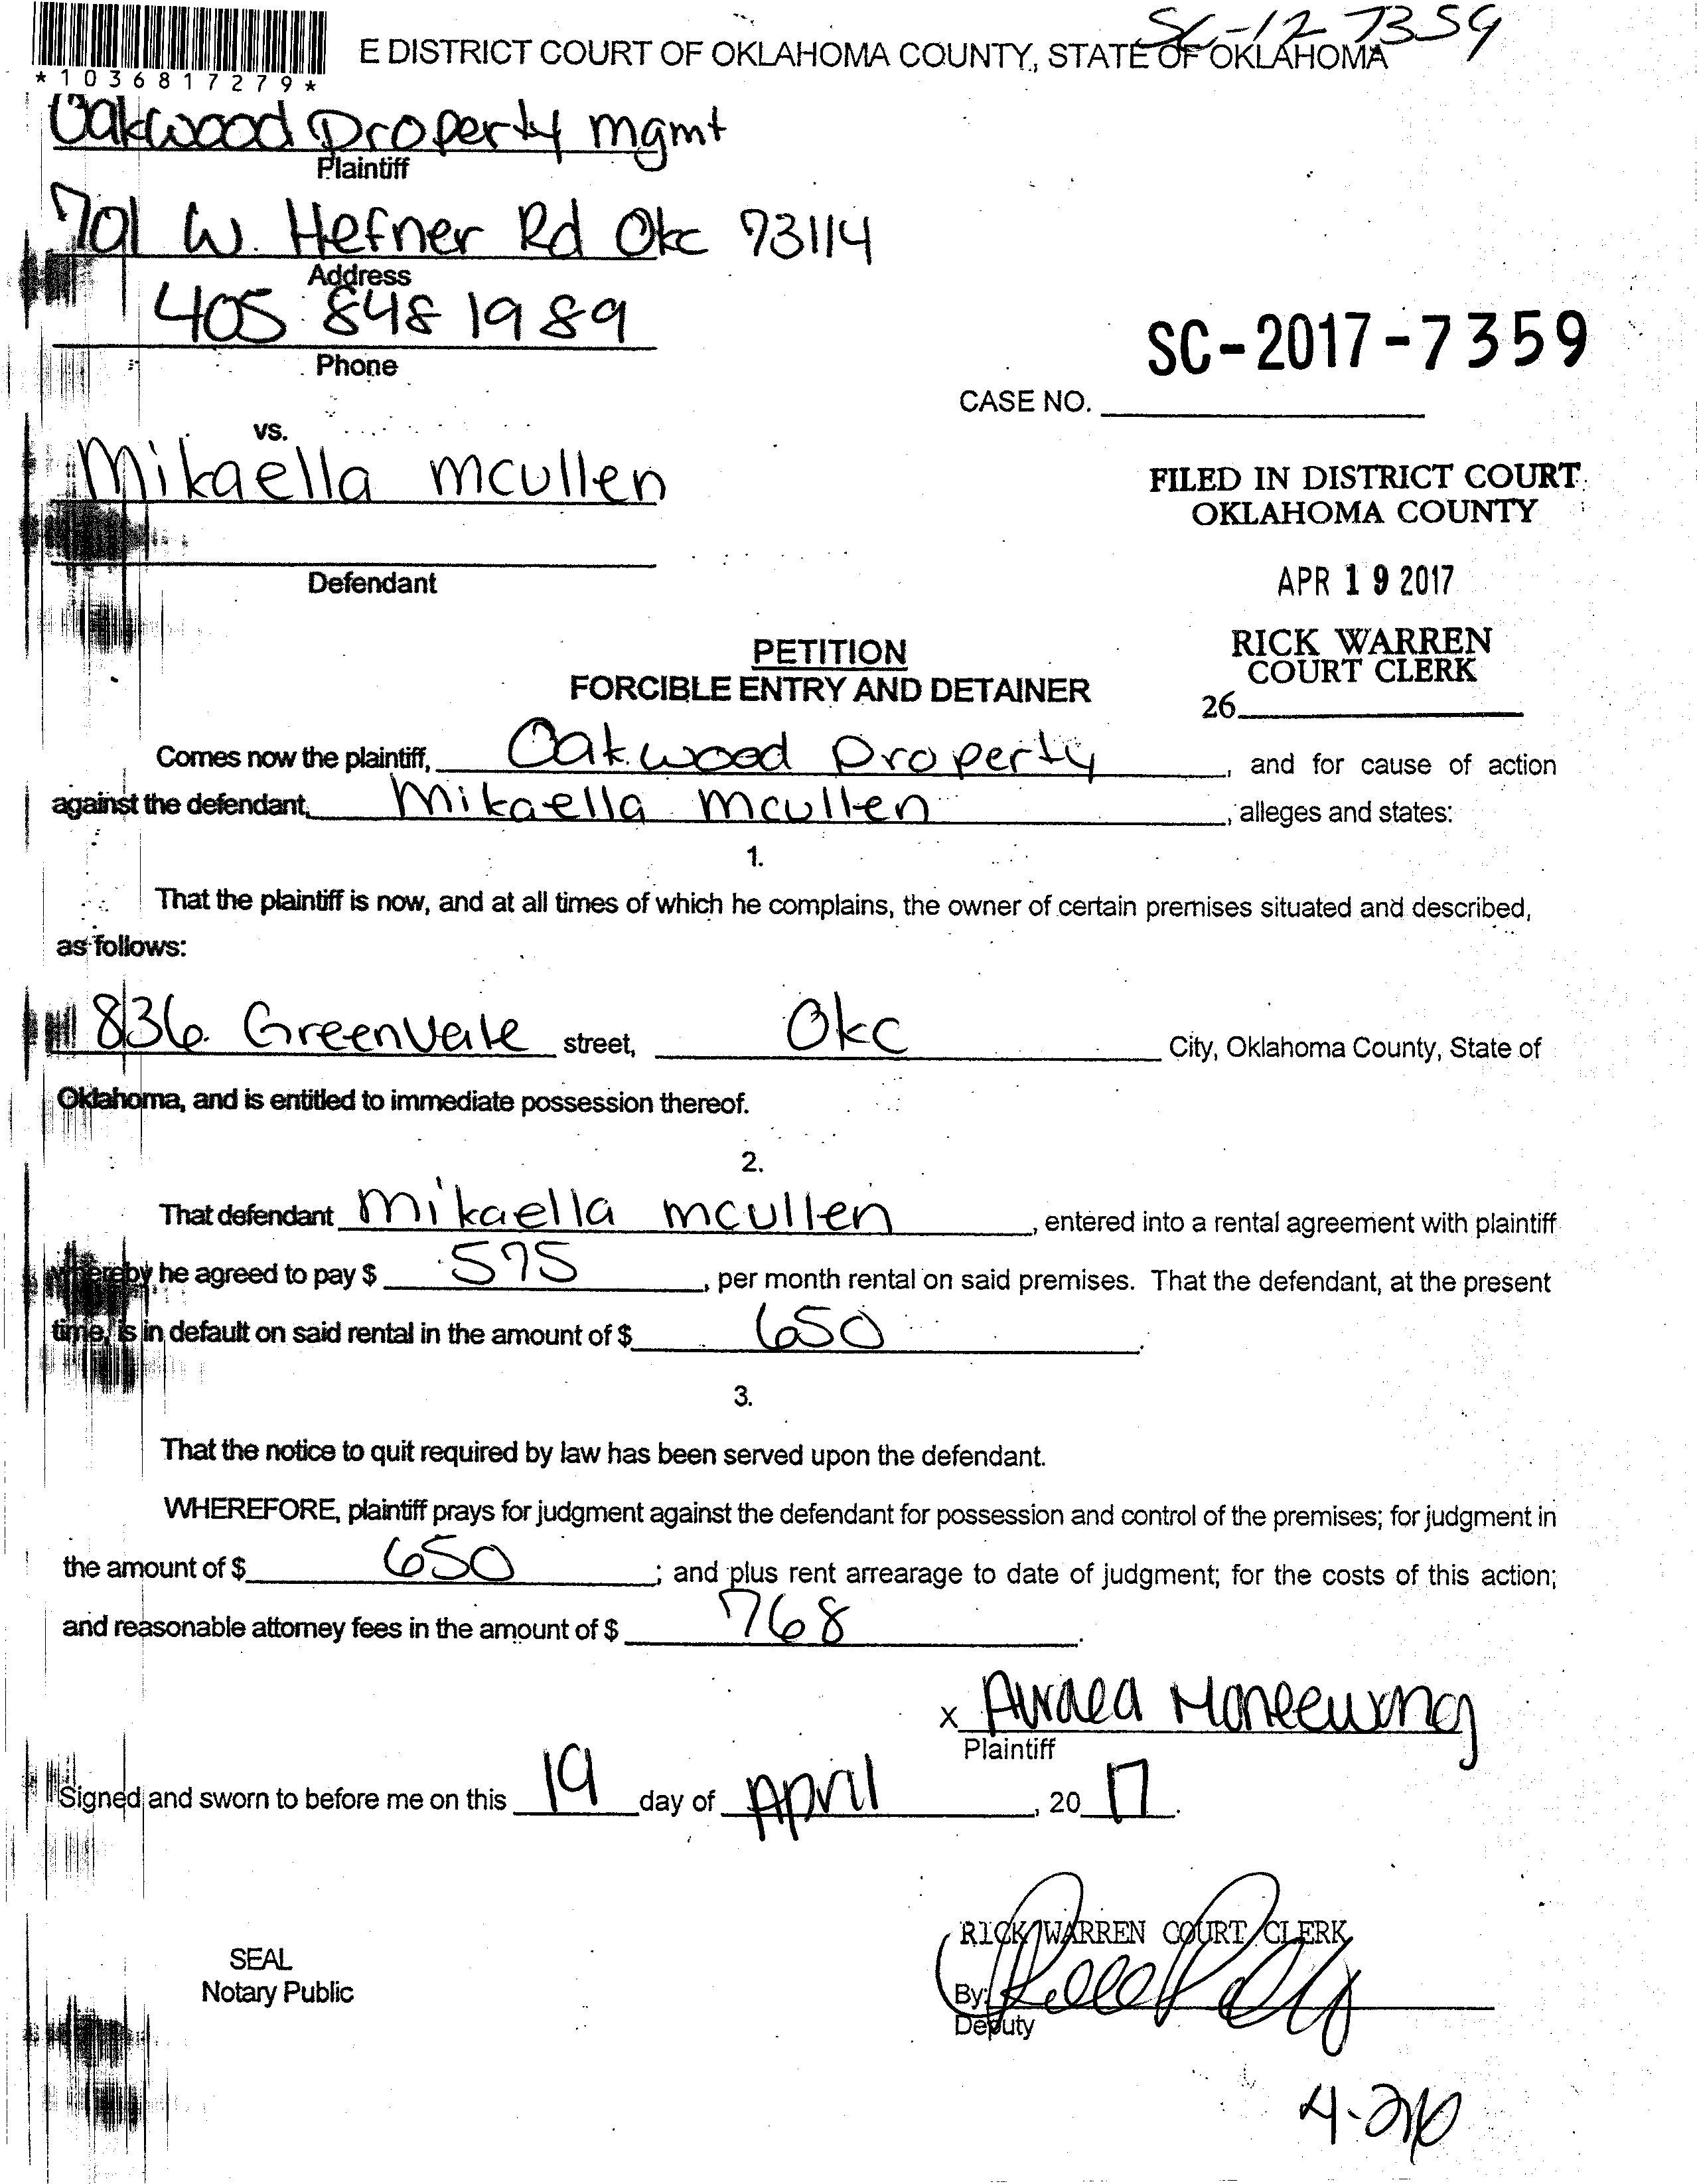 SC-17-7359
E DISTRICT COURT OF OKLAHOMA COUNTY, STATE OF OKLAHOMA
*1036817279*
Oakwood Property mgmt
Plaintiff
701 W. Hefner Rd Okc 73114
Address
405 848 1989
Phone
SC-2017-7359
CASE NO.
vs.
Mikaella mcullen
FILED IN DISTRICT COURT
OKLAHOMA COUNTY
Defendant
APR 19 2017
RICK WARREN
COURT CLERK
26
PETITION
FORCIBLE ENTRY AND DETAINER
Comes now the plaintiff, Oakwood Property, and for cause of action
against the defendant, Mikaella mcullen, alleges and states:
1.
That the plaintiff is now, and at all times of which he complains, the owner of certain premises situated and described,
as follows:
836 Greenvale street, Okc City, Oklahoma County, State of
Oklahoma, and is entitled to immediate possession thereof.
2.
That defendant Mikaella mcullen, entered into a rental agreement with plaintiff
whereby he agreed to pay $ 575, per month rental on said premises. That the defendant, at the present
time, is in default on said rental in the amount of $ 650.
3.
That the notice to quit required by law has been served upon the defendant.
WHEREFORE, plaintiff prays for judgment against the defendant for possession and control of the premises; for judgment in
the amount of $ 650; and plus rent arrearage to date of judgment; for the costs of this action;
and reasonable attorney fees in the amount of $ 768.
x
Plaintiff
Signed and sworn to before me on this 19 day of April, 2017.
RICK WARREN COURT CLERK
SEAL
Notary Public
By:
Deputy